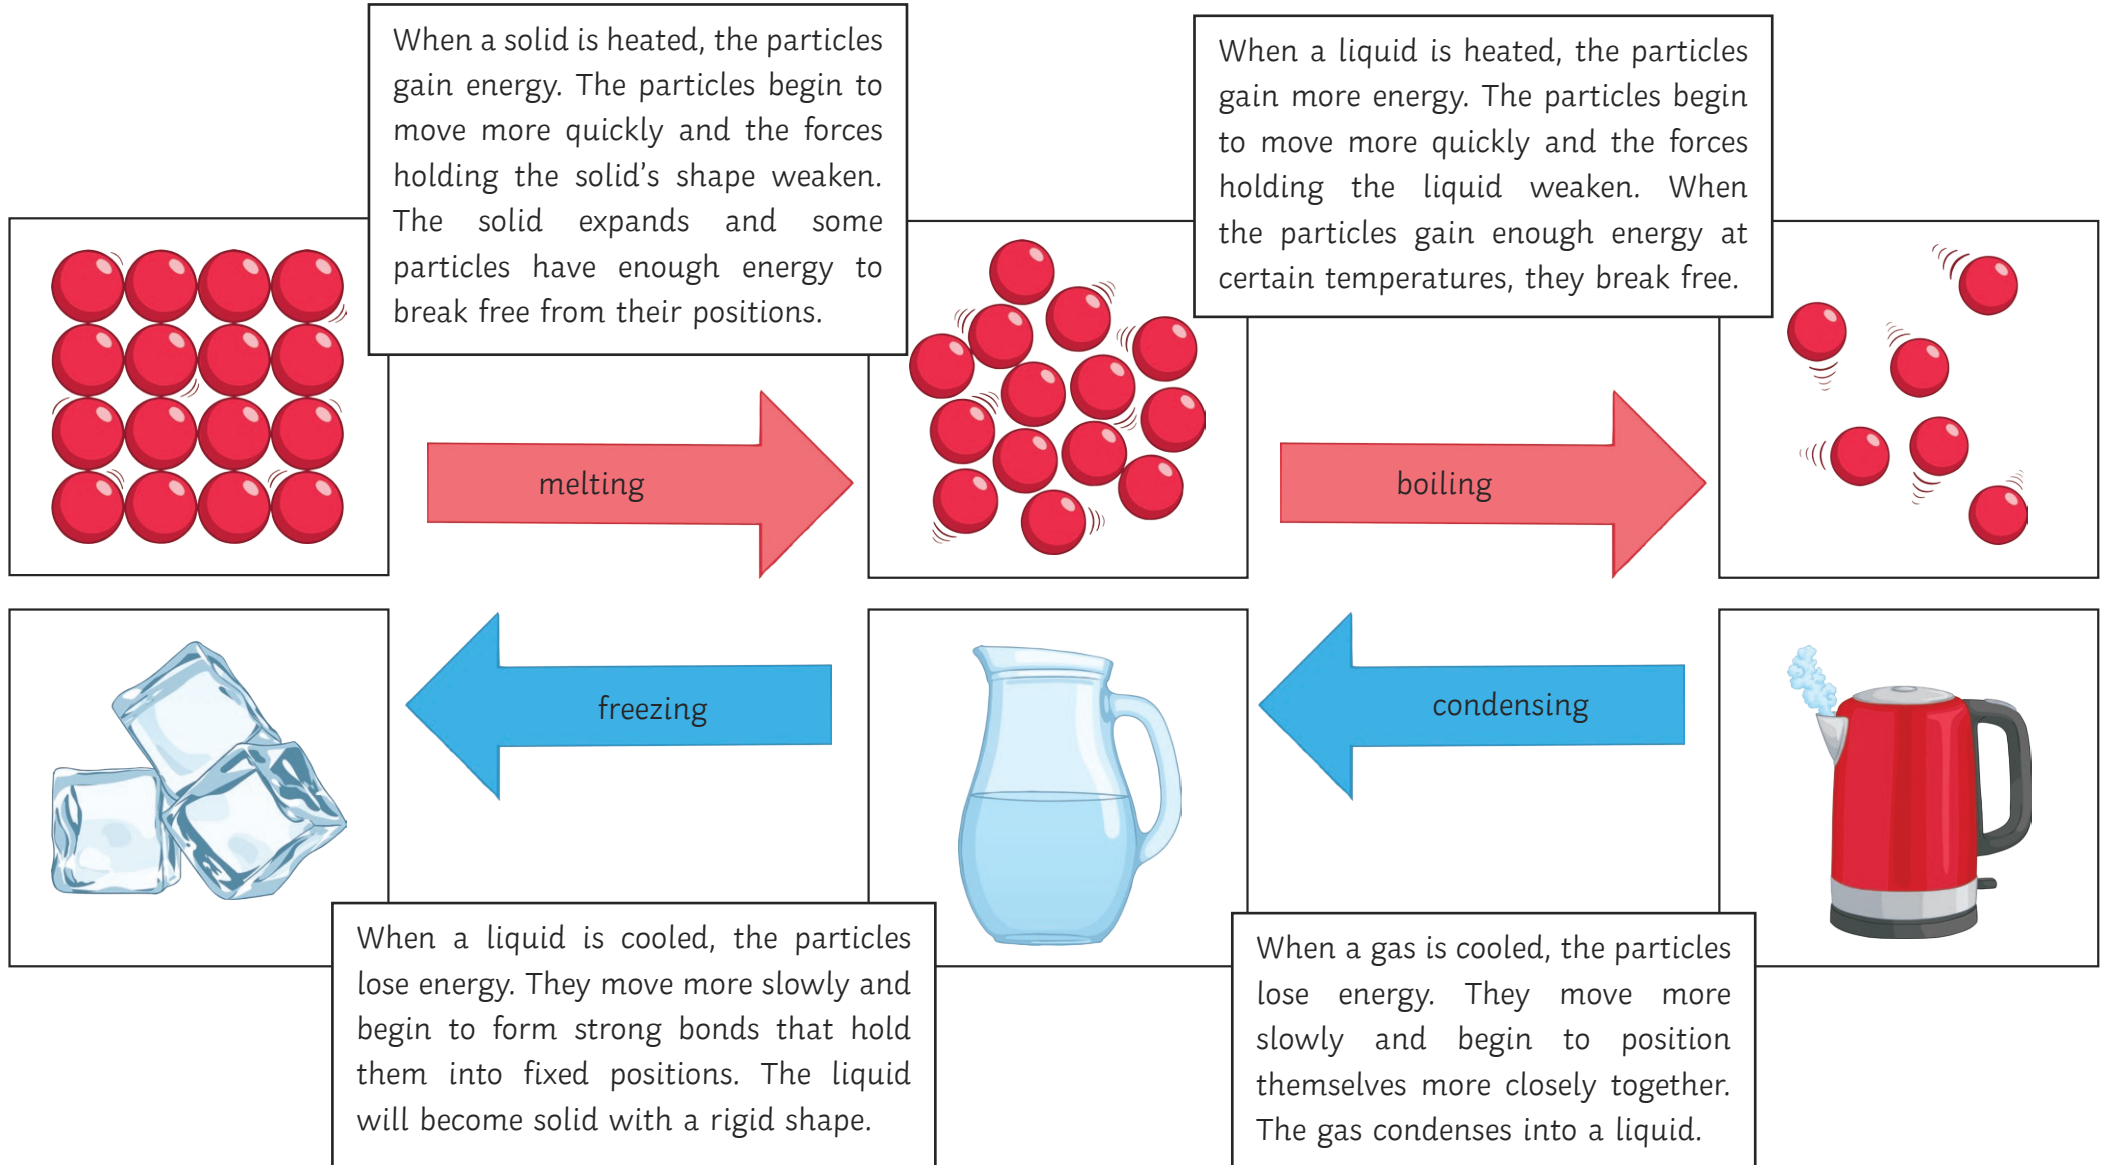 When a solid is heated, the particles
gain energy. The particles begin to
move more quickly and the forces
holding the solid's shape weaken.
The solid expands and some
particles have enough energy to
break free from their positions.
When a liquid is heated, the particles
gain more energy. The particles begin
to move more quickly and the forces
holding the liquid weaken. When
the particles gain enough energy at
certain temperatures, they break free.
melting
boiling
freezing
condensing
When a liquid is cooled, the particles
lose energy. They move more slowly and
begin to form strong bonds that hold
them into fixed positions. The liquid
will become solid with a rigid shape.
When a gas is cooled, the particles
lose energy. They move more
slowly and begin to position
themselves more closely together.
The gas condenses into a liquid.